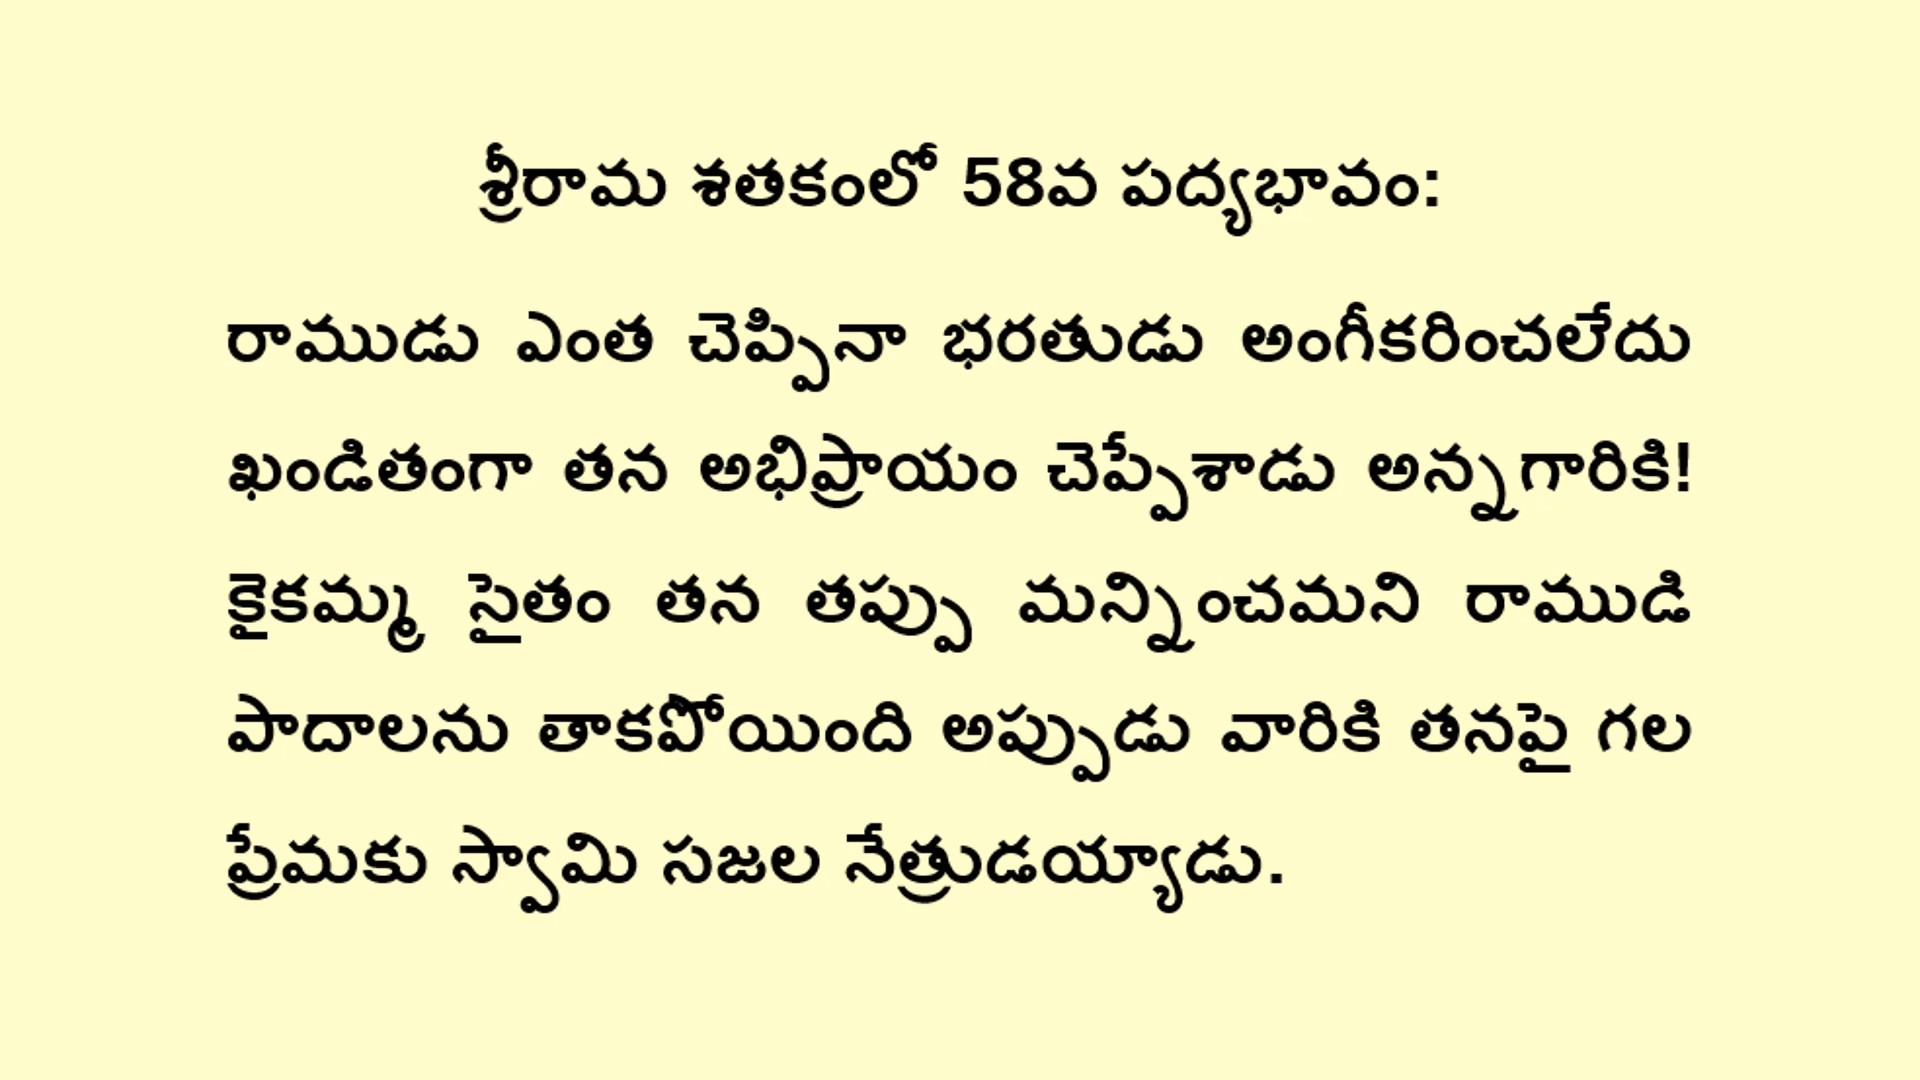 శ్రీరామ శతకంలో 58వ పద్యభావం:
రాముడు ఎంత చెప్పినా భరతుడు అంగీకరించలేదు
ఖండితంగా తన అభిప్రాయం చెప్పేశాడు అన్నగారికి!
కైకమ్మ సైతం తన తప్పు మన్నించమని రాముడి
పాదాలను తాకపోయింది అప్పుడు వారికి తనపై గల
ప్రేమకు స్వామి సజల నేత్రుడయ్యాడు.